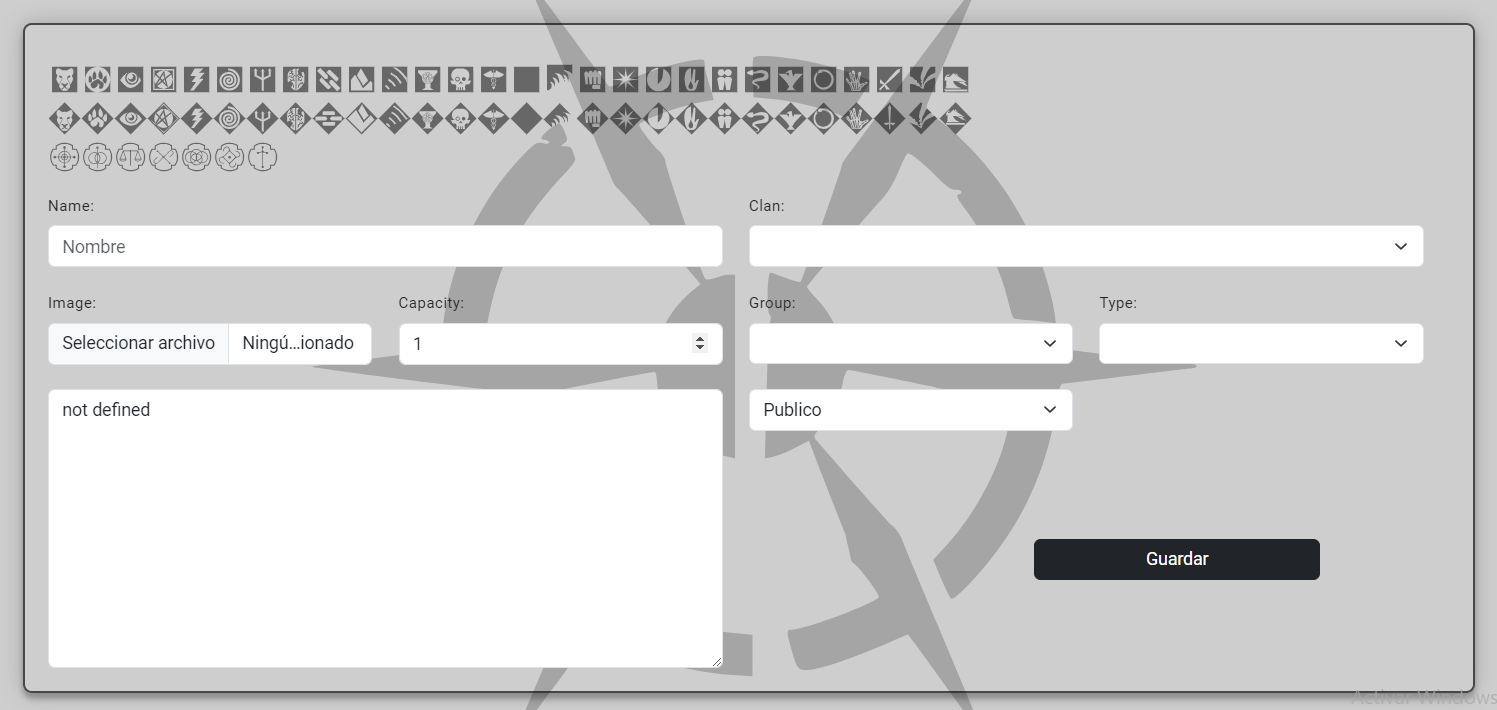 Name:
Clan:
Nombre
Image:
Capacity:
Group:
Type:
Seleccionar archivo
Ningú...ionado
1
not defined
Publico
Guardar
Activar Windows